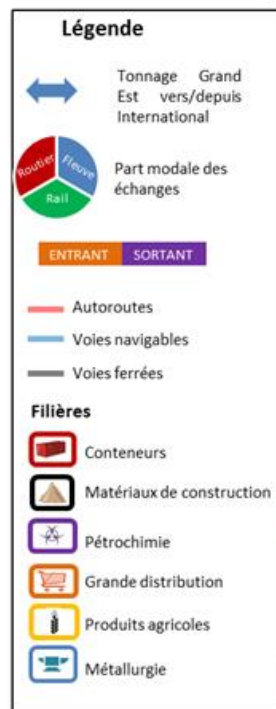 Légende
Tonnage Grand
Est vers/depuis
International
Routier
Fleuve
Rail
Part modale des
échanges
ENTRANT SORTANT
Autoroutes
Voies navigables
Voies ferrées
Filières
Conteneurs
Matériaux de construction
Pétrochimie
Grande distribution
Produits agricoles
Métallurgie